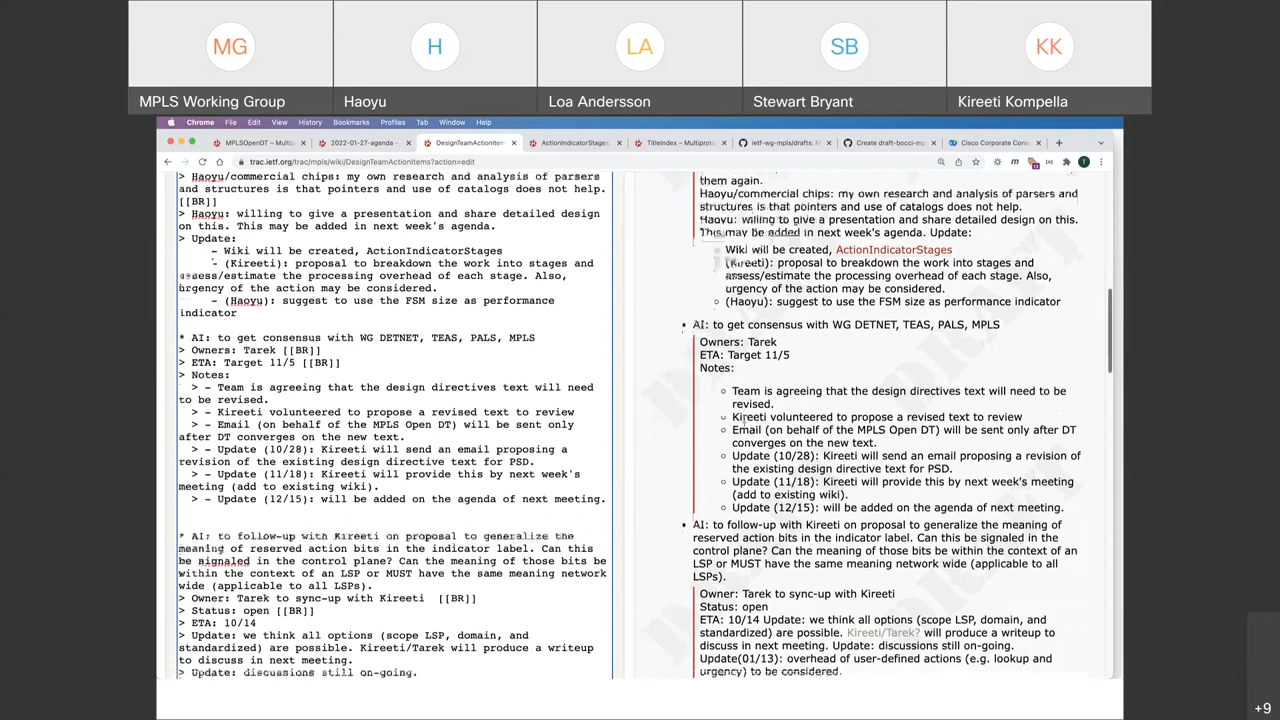 MG
H
LA
SB
KK
MPLS Working Group
Haoyu
Loa Andersson
Stewart Bryant
Kireeti Kompella
Chrome File Edit View History Bookmarks Profiles Tab Window Help
MPLSOpenDT – Multipr
2022-01-27-agenda –
DesignTeamActionItem
ActionIndicatorStages
TitleIndex – Multiproto
ietf-wg-mpls/drafts: M
Create draft-bocci-mp
Cisco Corporate Cons
trac.ietf.org/trac/mpls/wiki/DesignTeamActionItems?action=edit
> Haoyu/commercial chips: my own research and analysis of parsers
and structures is that pointers and use of catalogs does not help.
[[BR]]
> Haoyu: willing to give a presentation and share detailed design
on this. This may be added in next week's agenda.
> Update:
- Wiki will be created, ActionIndicatorStages
- (Kireeti): proposal to breakdown the work into stages and
assess/estimate the processing overhead of each stage. Also,
urgency of the action may be considered.
- (Haoyu): suggest to use the FSM size as performance
indicator
* AI: to get consensus with WG DETNET, TEAS, PALS, MPLS
> Owners: Tarek [[BR]]
> ETA: Target 11/5 [[BR]]
> Notes:
> - Team is agreeing that the design directives text will need
to be revised.
> - Kireeti volunteered to propose a revised text to review
> - Email (on behalf of the MPLS Open DT) will be sent only
after DT converges on the new text.
> - Update (10/28): Kireeti will send an email proposing a
revision of the existing design directive text for PSD.
> - Update (11/18): Kireeti will provide this by next week's
meeting (add to existing wiki).
> - Update (12/15): will be added on the agenda of next meeting.
* AI: to follow-up with Kireeti on proposal to generalize the
meaning of reserved action bits in the indicator label. Can this
be signaled in the control plane? Can the meaning of those bits be
within the context of an LSP or MUST have the same meaning network
wide (applicable to all LSPs).
> Owner: Tarek to sync-up with Kireeti [[BR]]
> Status: open [[BR]]
> ETA: 10/14
> Update: we think all options (scope LSP, domain, and
standardized) are possible. Kireeti/Tarek will produce a writeup
to discuss in next meeting.
> Update: discussions still on-going.
them again.
Haoyu/commercial chips: my own research and analysis of parsers and
structures is that pointers and use of catalogs does not help.
Haoyu: willing to give a presentation and share detailed design on this.
This may be added in next week's agenda. Update:
Wiki will be created, ActionIndicatorStages
(Kireeti): proposal to breakdown the work into stages and
assess/estimate the processing overhead of each stage. Also,
urgency of the action may be considered.
(Haoyu): suggest to use the FSM size as performance indicator
AI: to get consensus with WG DETNET, TEAS, PALS, MPLS
Owners: Tarek
ETA: Target 11/5
Notes:
Team is agreeing that the design directives text will need to be
revised.
Kireeti volunteered to propose a revised text to review
Email (on behalf of the MPLS Open DT) will be sent only after DT
converges on the new text.
Update (10/28): Kireeti will send an email proposing a revision of
the existing design directive text for PSD.
Update (11/18): Kireeti will provide this by next week's meeting
(add to existing wiki).
Update (12/15): will be added on the agenda of next meeting.
AI: to follow-up with Kireeti on proposal to generalize the meaning of
reserved action bits in the indicator label. Can this be signaled in the
control plane? Can the meaning of those bits be within the context of an
LSP or MUST have the same meaning network wide (applicable to all
LSPs).
Owner: Tarek to sync-up with Kireeti
Status: open
ETA: 10/14 Update: we think all options (scope LSP, domain, and
standardized) are possible. Kireeti/Tarek? will produce a writeup to
discuss in next meeting. Update: discussions still on-going.
Update(01/13): overhead of user-defined actions (e.g. lookup and
urgency) to be considered.
+9